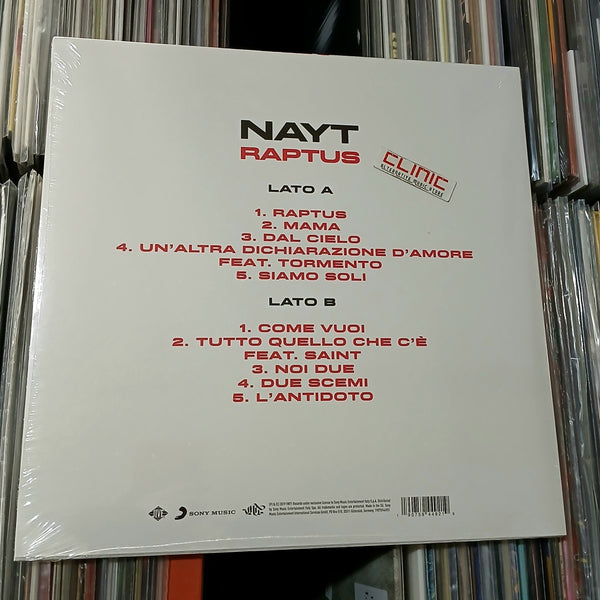 NAYT
RAPTUS
CLINIC
ALTERNATIVE MUSIC STORE
LATO A
1. RAPTUS
2. MAMA
3. DAL CIELO
4. UN'ALTRA DICHIARAZIONE D'AMORE
FEAT. TORMENTO
5. SIAMO SOLI
LATO B
1. COME VUOI
2. TUTTO QUELLO CHE C'È
FEAT. SAINT
3. NOI DUE
4. DUE SCEMI
5. L'ANTIDOTO
SONY MUSIC